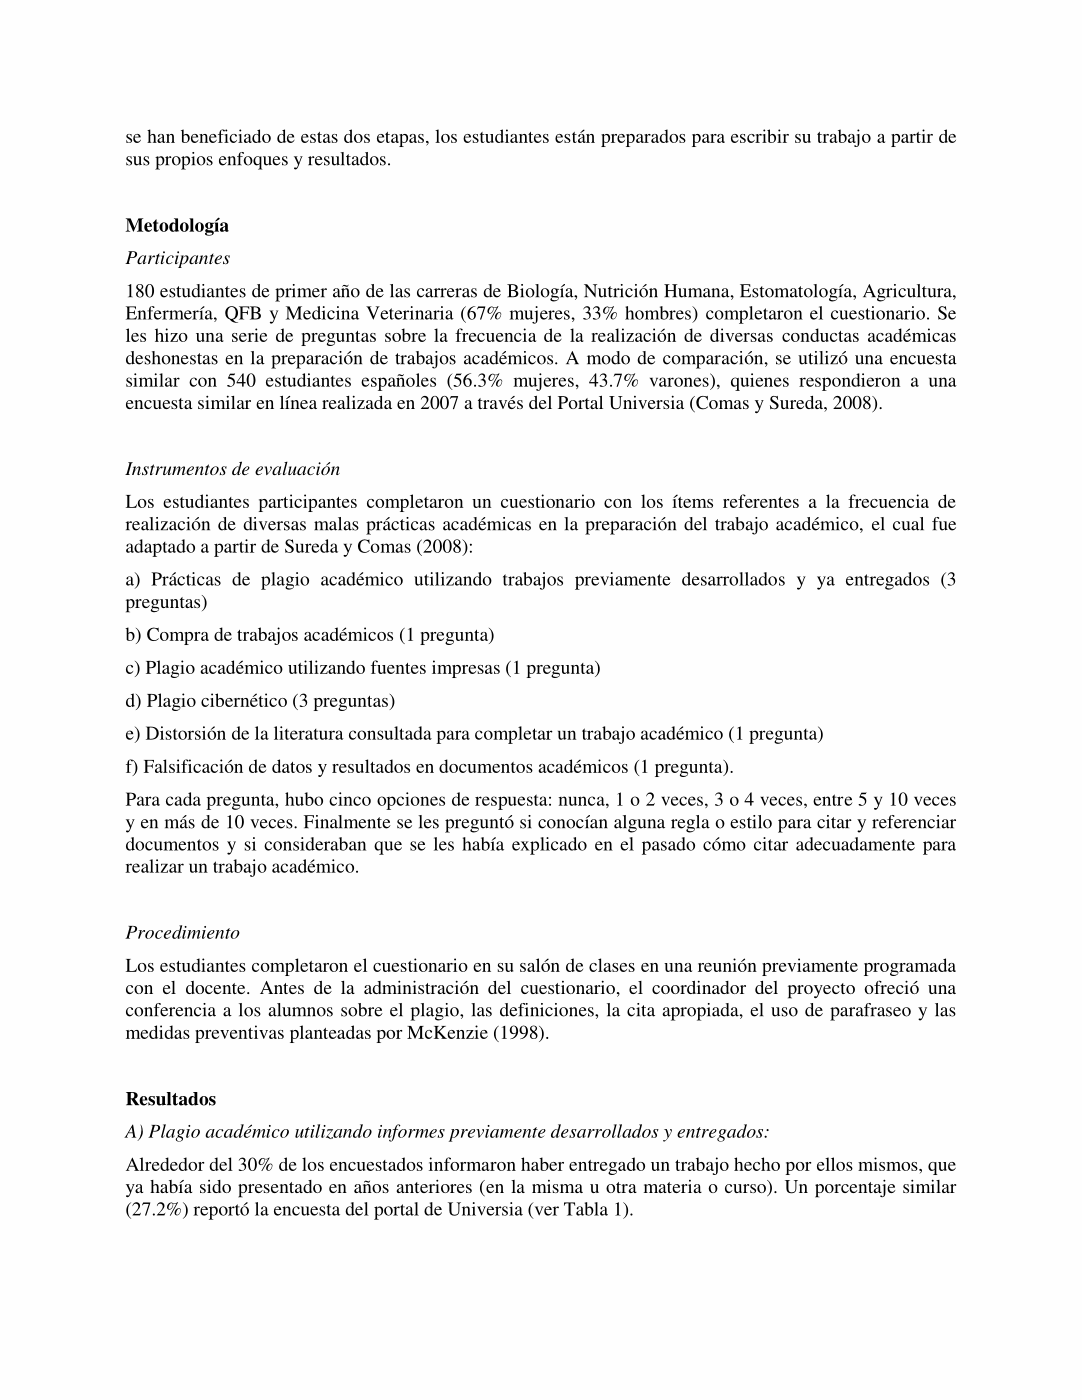 se han beneficiado de estas dos etapas, los estudiantes están preparados para escribir su trabajo a partir de
sus propios enfoques y resultados.
Metodología
Participantes
180 estudiantes de primer año de las carreras de Biología, Nutrición Humana, Estomatología, Agricultura,
Enfermería, QFB y Medicina Veterinaria (67% mujeres, 33% hombres) completaron el cuestionario. Se
les hizo una serie de preguntas sobre la frecuencia de la realización de diversas conductas académicas
deshonestas en la preparación de trabajos académicos. A modo de comparación, se utilizó una encuesta
similar con 540 estudiantes españoles (56.3% mujeres, 43.7% varones), quienes respondieron a una
encuesta similar en línea realizada en 2007 a través del Portal Universia (Comas y Sureda, 2008).
Instrumentos de evaluación
Los estudiantes participantes completaron un cuestionario con los ítems referentes a la frecuencia de
realización de diversas malas prácticas académicas en la preparación del trabajo académico, el cual fue
adaptado a partir de Sureda y Comas (2008):
a) Prácticas de plagio académico utilizando trabajos previamente desarrollados y ya entregados (3
preguntas)
b) Compra de trabajos académicos (1 pregunta)
c) Plagio académico utilizando fuentes impresas (1 pregunta)
d) Plagio cibernético (3 preguntas)
e) Distorsión de la literatura consultada para completar un trabajo académico (1 pregunta)
f) Falsificación de datos y resultados en documentos académicos (1 pregunta).
Para cada pregunta, hubo cinco opciones de respuesta: nunca, 1 o 2 veces, 3 o 4 veces, entre 5 y 10 veces
y en más de 10 veces. Finalmente se les preguntó si conocían alguna regla o estilo para citar y referenciar
documentos y si consideraban que se les había explicado en el pasado cómo citar adecuadamente para
realizar un trabajo académico.
Procedimiento
Los estudiantes completaron el cuestionario en su salón de clases en una reunión previamente programada
con el docente. Antes de la administración del cuestionario, el coordinador del proyecto ofreció una
conferencia a los alumnos sobre el plagio, las definiciones, la cita apropiada, el uso de parafraseo y las
medidas preventivas planteadas por McKenzie (1998).
Resultados
A) Plagio académico utilizando informes previamente desarrollados y entregados:
Alrededor del 30% de los encuestados informaron haber entregado un trabajo hecho por ellos mismos, que
ya había sido presentado en años anteriores (en la misma u otra materia o curso). Un porcentaje similar
(27.2%) reportó la encuesta del portal de Universia (ver Tabla 1).